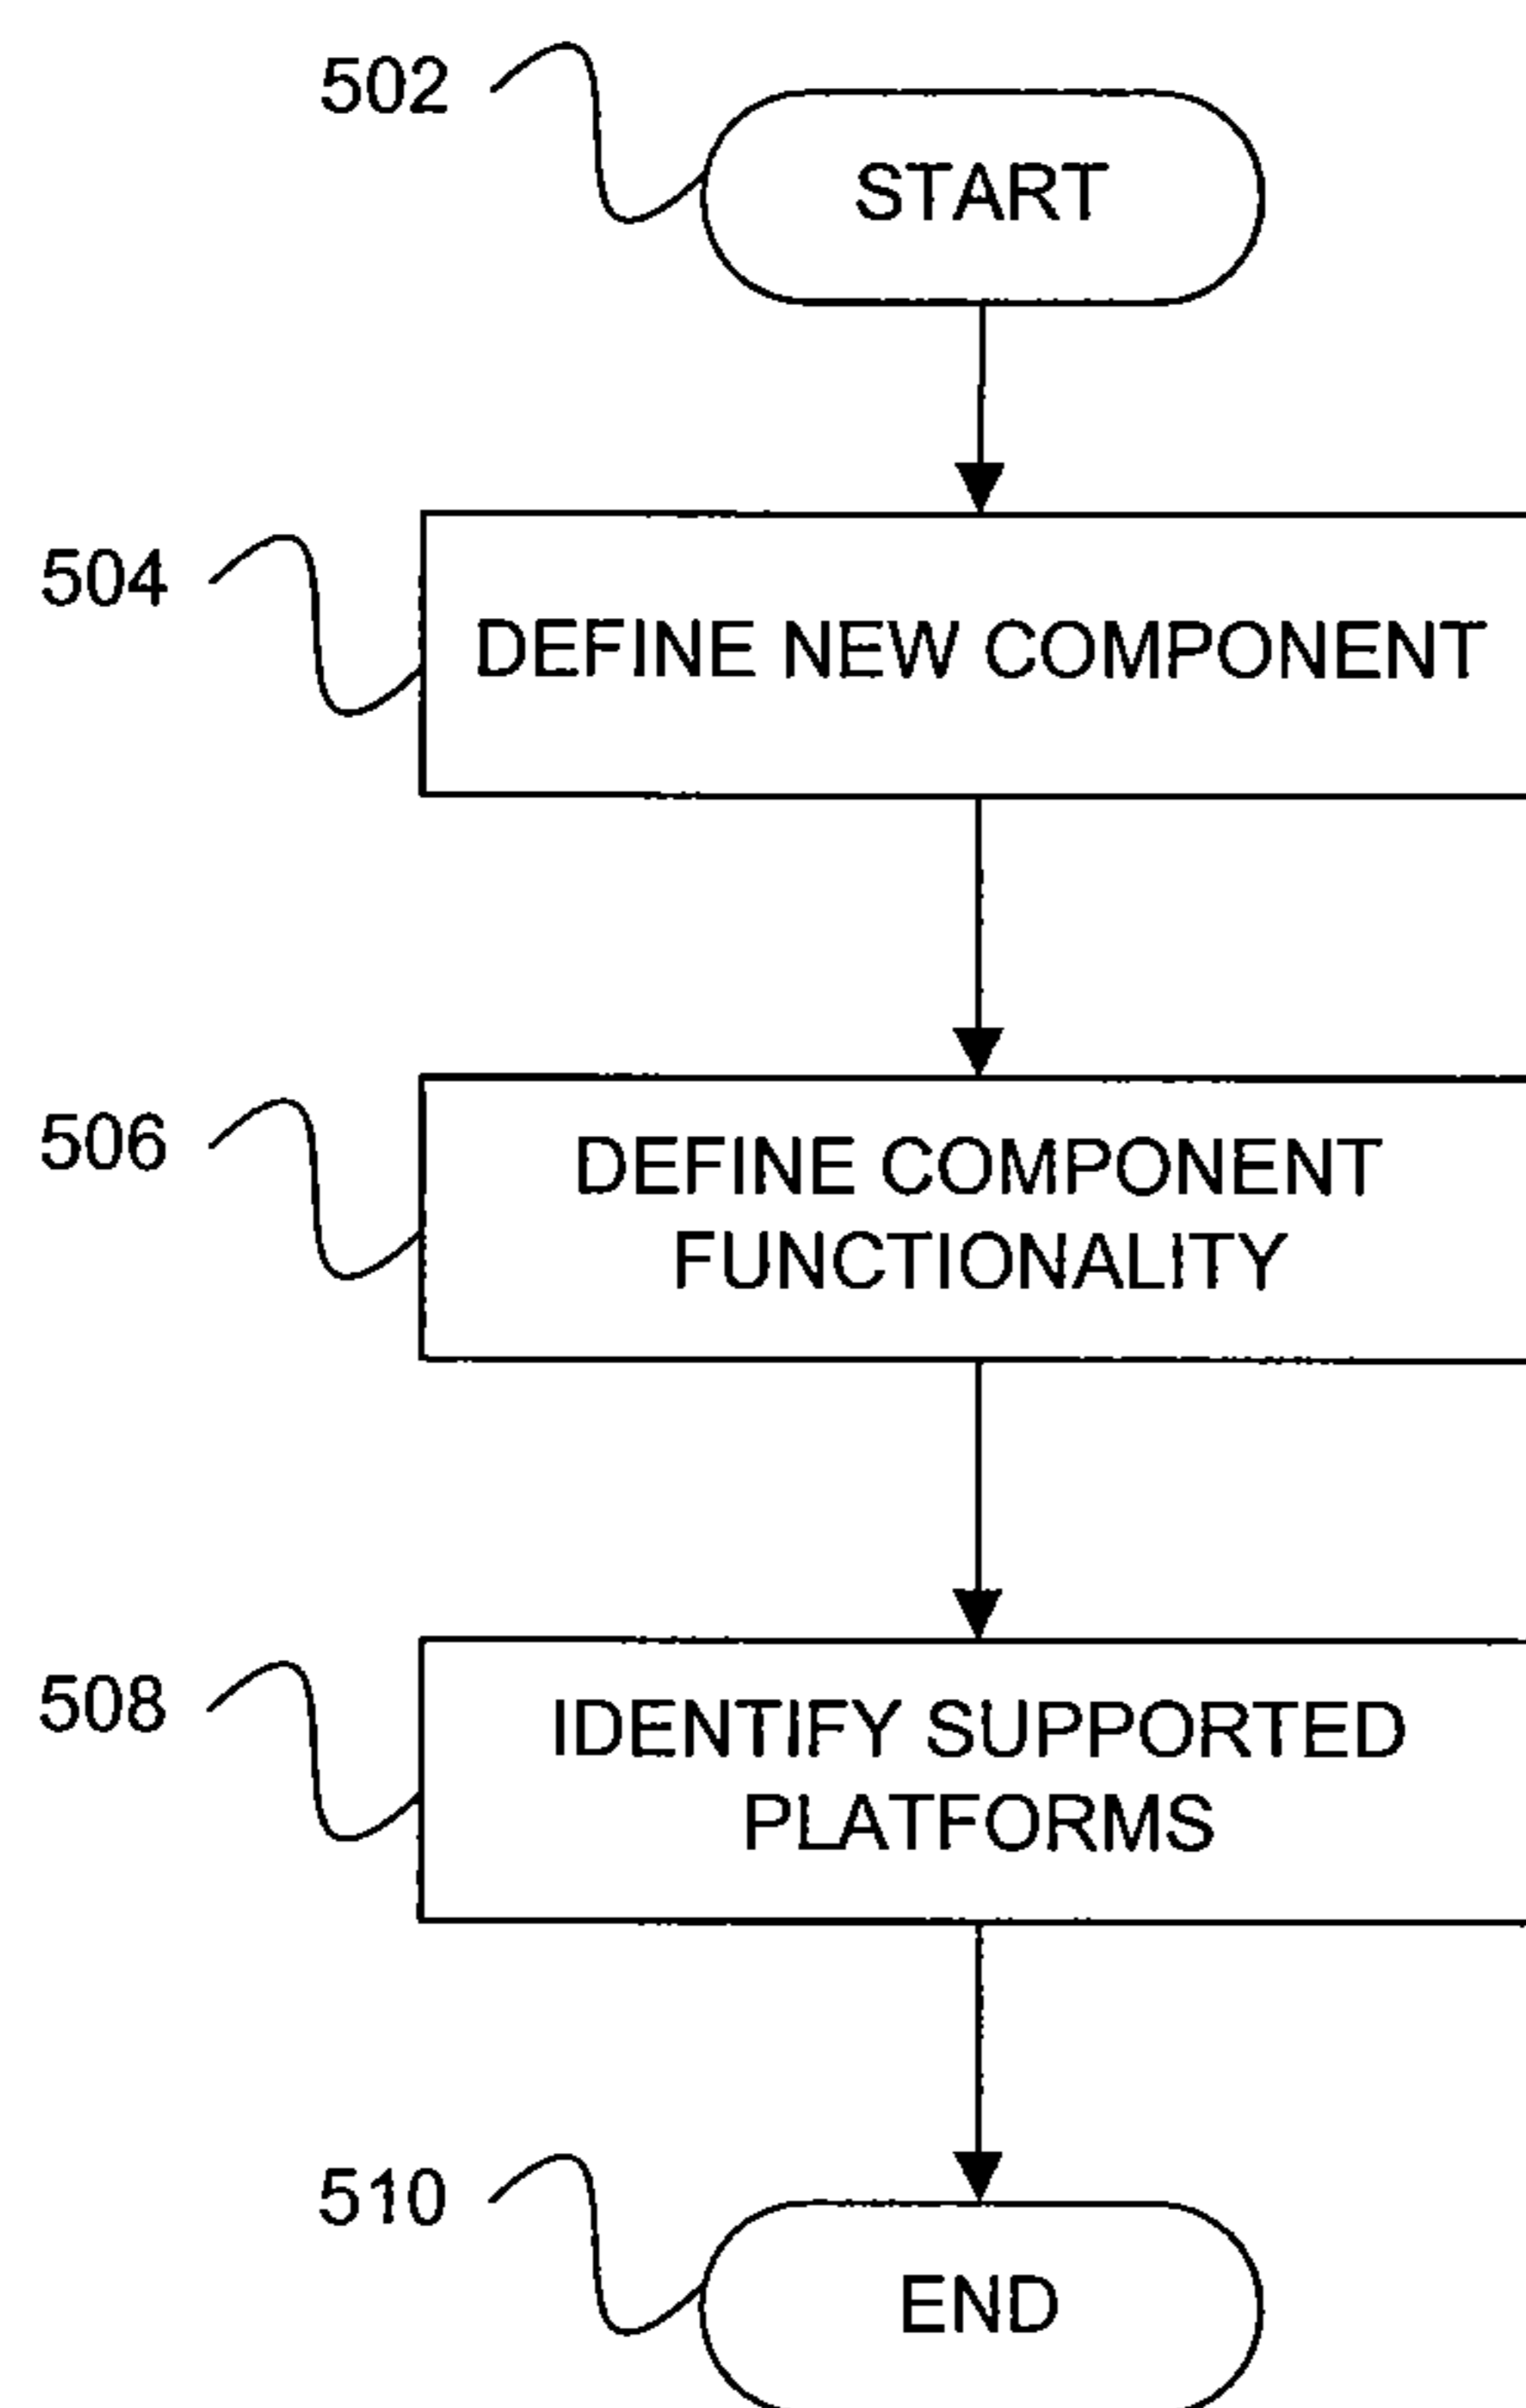 502
START
504
DEFINE NEW COMPONENT
506
DEFINE COMPONENT
FUNCTIONALITY
508
IDENTIFY SUPPORTED
PLATFORMS
510
END